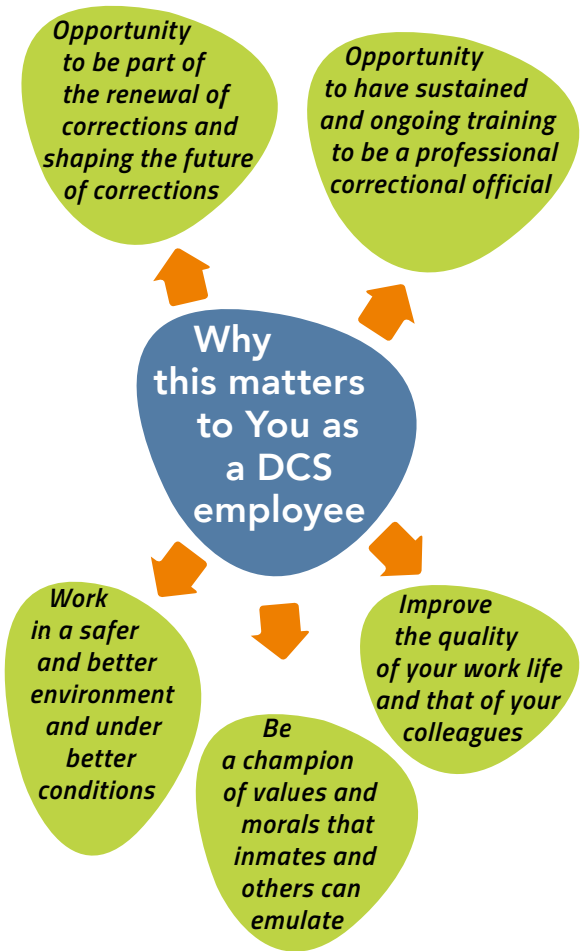 Opportunity
to be part of
the renewal of
corrections and
shaping the future
of corrections
Opportunity
to have sustained
and ongoing training
to be a professional
correctional official
Why
this matters
to You as
a DCS
employee
Work
in a safer
and better
environment
and under
better
conditions
Be
a champion
of values and
morals that
inmates and
others can
emulate
Improve
the quality
of your work life
and that of your
colleagues